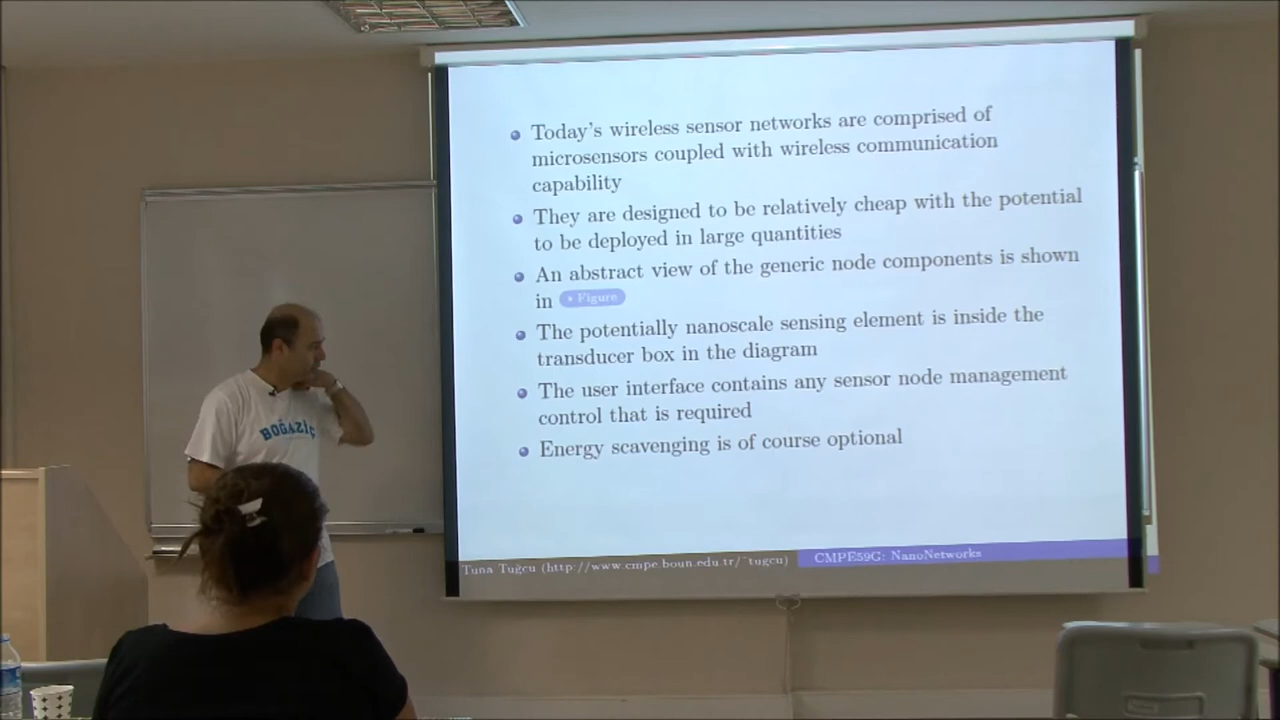 Today's wireless sensor networks are comprised of
microsensors coupled with wireless communication
capability
They are designed to be relatively cheap with the potential
to be deployed in large quantities
An abstract view of the generic node components is shown
in Figure
The potentially nanoscale sensing element is inside the
transducer box in the diagram
The user interface contains any sensor node management
control that is required
Energy scavenging is of course optional
Tuna Tuğcu (http://www.cmpe.boun.edu.tr/~tugcu)
CMPE59G: NanoNetworks
BOĞAZİÇ